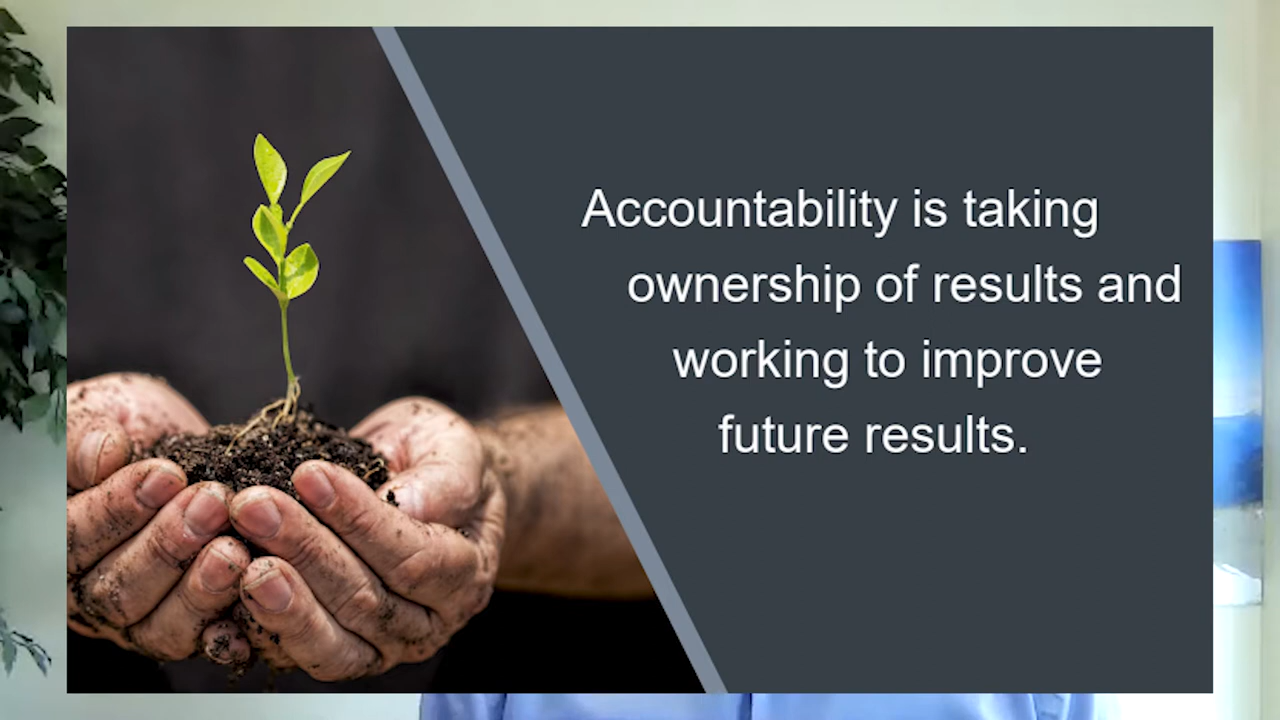 Accountability is taking
ownership of results and
working to improve
future results.